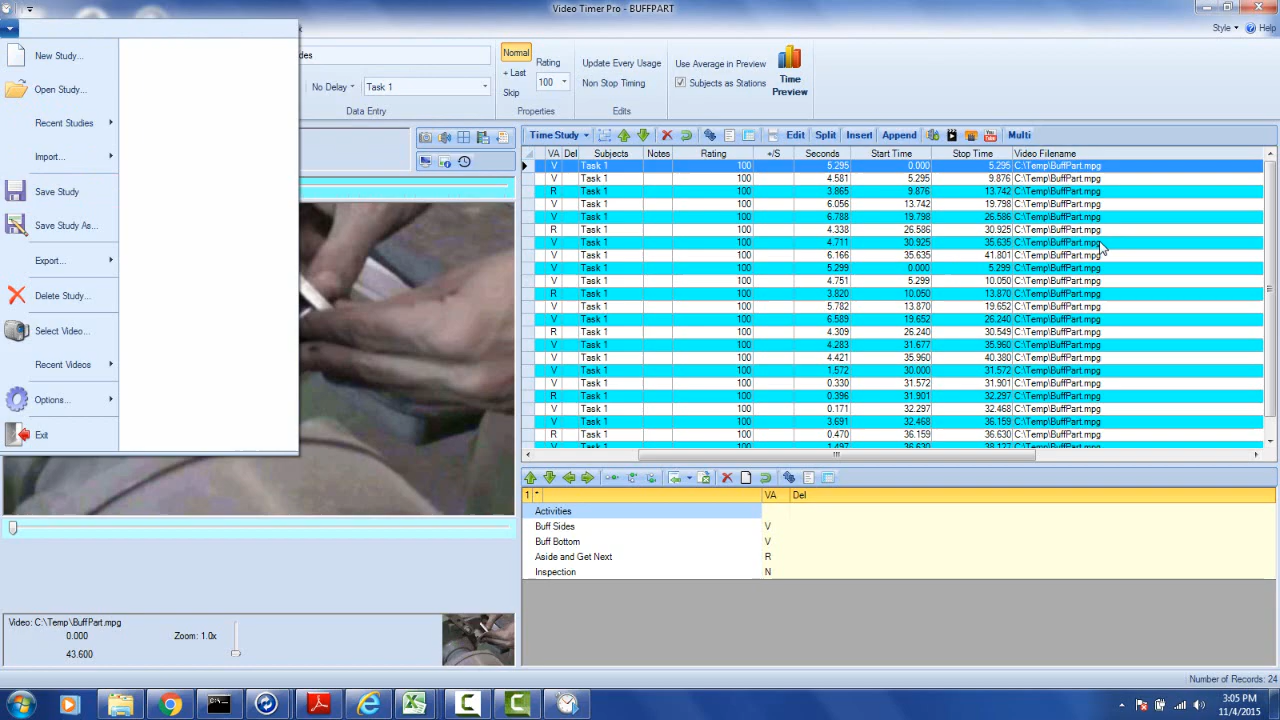 Video Timer Pro - BUFFPART
Style
Help
New Study...
Open Study...
Recent Studies
Import...
Save Study
Save Study As...
Export...
Delete Study...
Select Video...
Recent Videos
Options...
Exit
des
No Delay
Task 1
Data Entry
Normal
+ Last
Skip
Rating
100
Properties
Update Every Usage
Non Stop Timing
Edits
Use Average in Preview
Subjects as Stations
Time
Preview
Time Study
Edit
Split
Insert
Append
You Tube
Multi
VA Del Subjects Notes Rating +/S Seconds Start Time Stop Time Video Filename
V Task 1 100 5.295 0.000 5.295 C:\Temp\BuffPart.mpg
V Task 1 100 4.581 5.295 9.876 C:\Temp\BuffPart.mpg
R Task 1 100 3.865 9.876 13.742 C:\Temp\BuffPart.mpg
V Task 1 100 6.056 13.742 19.798 C:\Temp\BuffPart.mpg
V Task 1 100 6.788 19.798 26.586 C:\Temp\BuffPart.mpg
R Task 1 100 4.338 26.586 30.925 C:\Temp\BuffPart.mpg
V Task 1 100 4.711 30.925 35.635 C:\Temp\BuffPart.mpg
V Task 1 100 6.166 35.635 41.801 C:\Temp\BuffPart.mpg
V Task 1 100 5.299 0.000 5.299 C:\Temp\BuffPart.mpg
V Task 1 100 4.751 5.299 10.050 C:\Temp\BuffPart.mpg
R Task 1 100 3.820 10.050 13.870 C:\Temp\BuffPart.mpg
V Task 1 100 5.782 13.870 19.652 C:\Temp\BuffPart.mpg
V Task 1 100 6.589 19.652 26.240 C:\Temp\BuffPart.mpg
R Task 1 100 4.309 26.240 30.549 C:\Temp\BuffPart.mpg
V Task 1 100 4.283 31.677 35.960 C:\Temp\BuffPart.mpg
V Task 1 100 4.421 35.960 40.380 C:\Temp\BuffPart.mpg
V Task 1 100 1.572 30.000 31.572 C:\Temp\BuffPart.mpg
V Task 1 100 0.330 31.572 31.901 C:\Temp\BuffPart.mpg
R Task 1 100 0.396 31.901 32.297 C:\Temp\BuffPart.mpg
V Task 1 100 0.171 32.297 32.468 C:\Temp\BuffPart.mpg
V Task 1 100 3.691 32.468 36.159 C:\Temp\BuffPart.mpg
R Task 1 100 0.470 36.159 36.630 C:\Temp\BuffPart.mpg
1 * VA Del
Activities
Buff Sides V
Buff Bottom V
Aside and Get Next R
Inspection N
Video: C:\Temp\BuffPart.mpg
0.000
43.600
Zoom: 1.0x
Number of Records: 24
3:05 PM
11/4/2015